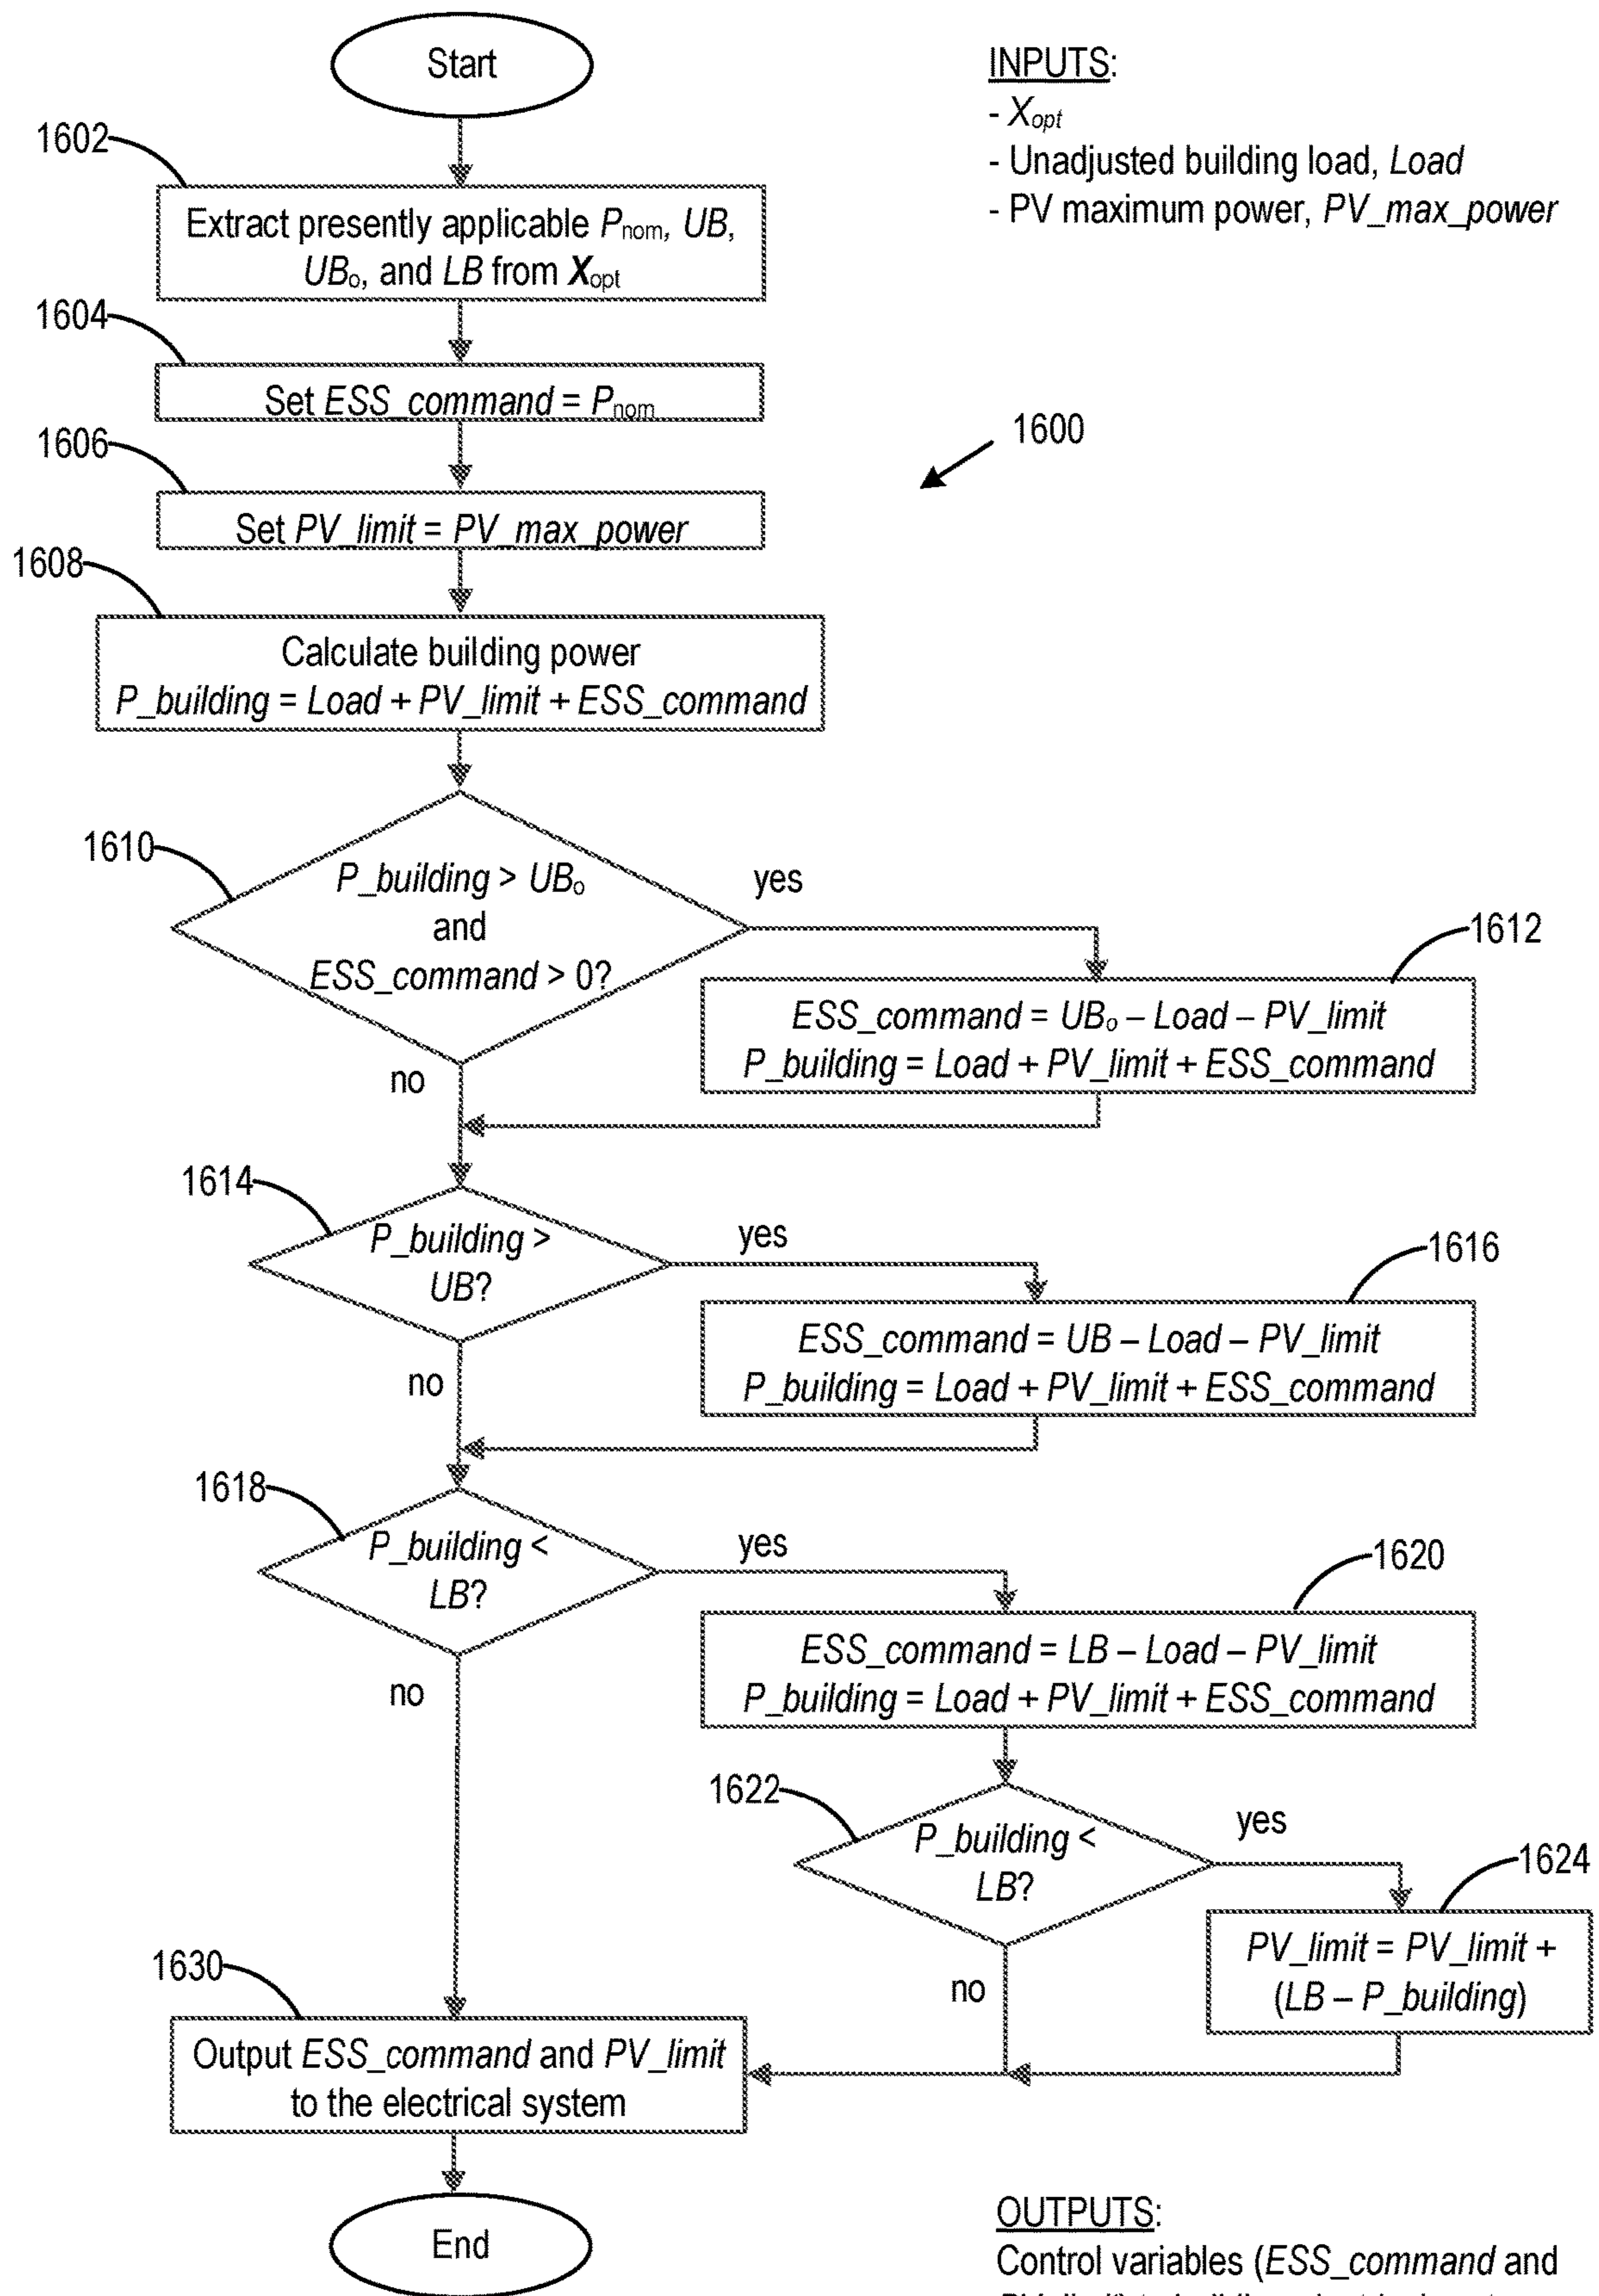 Start
INPUTS:
- Xopt
- Unadjusted building load, Load
- PV maximum power, PV_max_power
1602
Extract presently applicable Pnom, UB,
UBo, and LB from Xopt
1604
Set ESS_command = Pnom
1600
1606
Set PV_limit = PV_max_power
1608
Calculate building power
P_building = Load + PV_limit + ESS_command
1610
P_building > UBo
and
ESS_command > 0?
yes
no
1612
ESS_command = UBo – Load – PV_limit
P_building = Load + PV_limit + ESS_command
1614
P_building >
UB?
yes
no
1616
ESS_command = UB – Load – PV_limit
P_building = Load + PV_limit + ESS_command
1618
P_building <
LB?
yes
no
1620
ESS_command = LB – Load – PV_limit
P_building = Load + PV_limit + ESS_command
1622
P_building <
LB?
yes
no
1624
PV_limit = PV_limit +
(LB – P_building)
1630
Output ESS_command and PV_limit
to the electrical system
End
OUTPUTS:
Control variables (ESS_command and